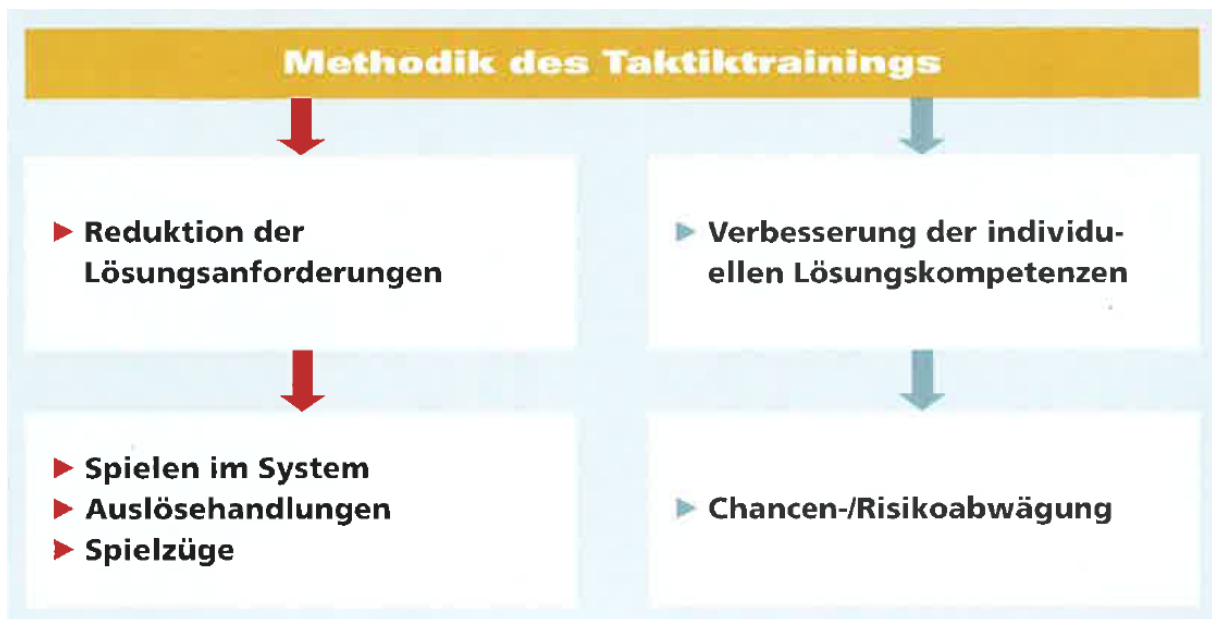 Methodik des Taktiktrainings
Reduktion der
Lösungsanforderungen
Verbesserung der individu-
ellen Lösungskompetenzen
Spielen im System
Auslösehandlungen
Spielzüge
Chancen-/Risikoabwägung